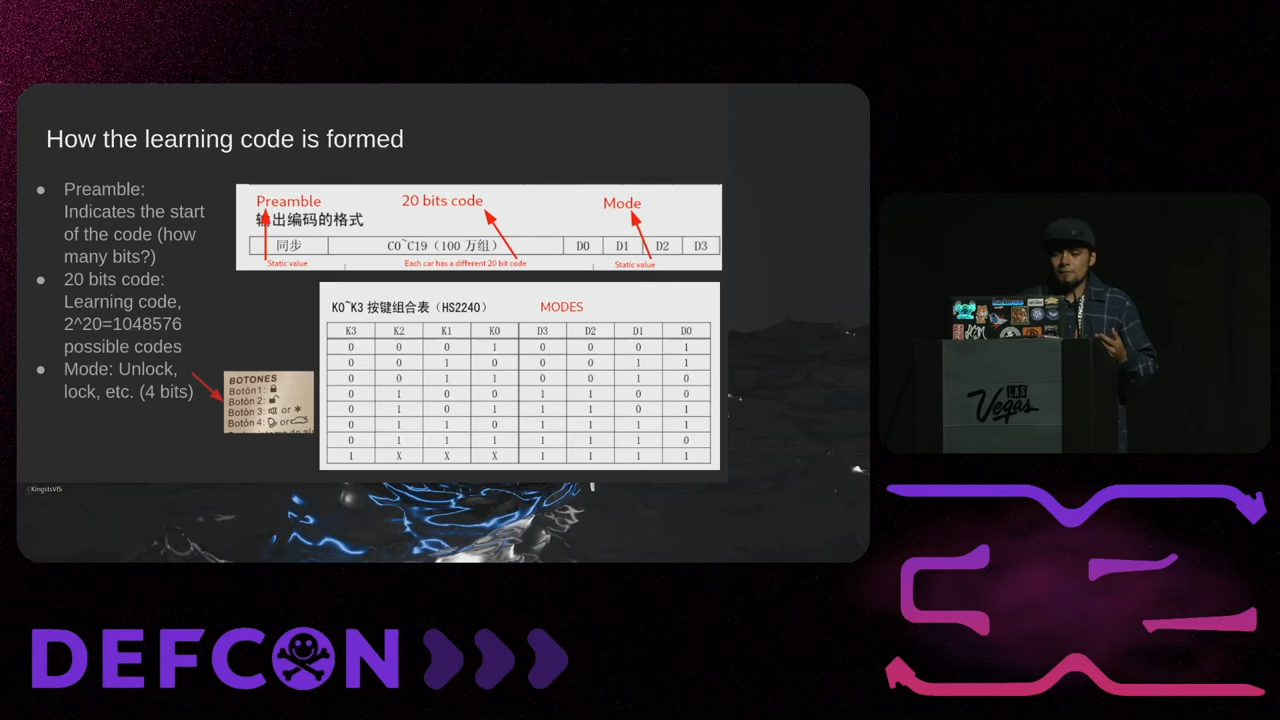 How the learning code is formed
● Preamble:
Indicates the start
of the code (how
many bits?)
● 20 bits code:
Learning code,
2^20=1048576
possible codes
● Mode: Unlock,
lock, etc. (4 bits)
Preamble 20 bits code Mode
输出编码的格式
同步 C0~C19（100 万组） D0 D1 D2 D3
Static value Each car has a different 20 bit code Static value
K0~K3 按键组合表（HS2240） MODES
K3 K2 K1 K0 D3 D2 D1 D0
0 0 0 1 0 0 0 1
0 0 1 0 0 0 1 1
0 0 1 1 0 0 1 0
0 1 0 0 0 1 1 0
0 1 0 1 1 1 0 1
0 1 1 0 1 1 1 1
0 1 1 1 1 1 1 0
1 X X X 1 1 1 1
BOTONES
Botón1:
Botón 2:
Botón 3: or *
Botón 4: or
KingstsVIS
LAS
Vegas
DEFCON